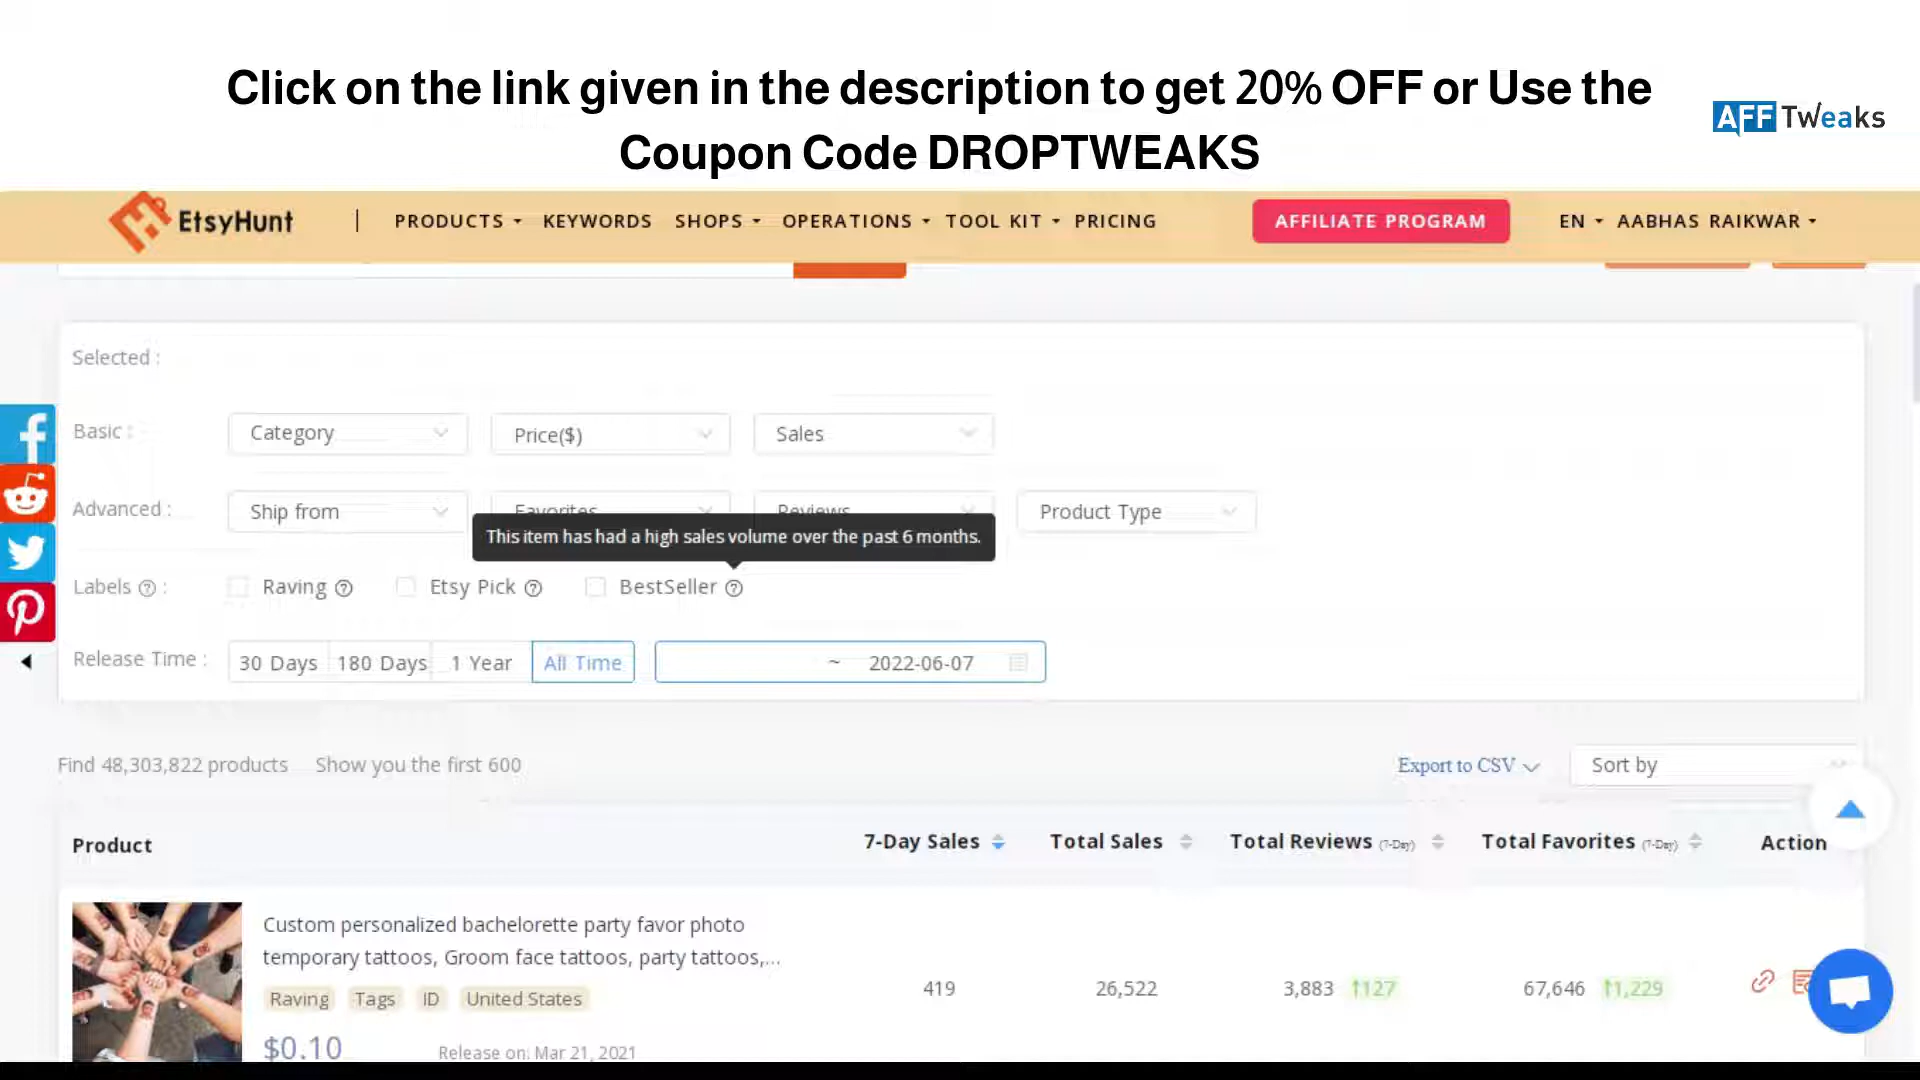 Click on the link given in the description to get 20% OFF or Use the
Coupon Code DROPTWEAKS
AFF Tweaks
EtsyHunt | PRODUCTS KEYWORDS SHOPS OPERATIONS TOOL KIT PRICING AFFILIATE PROGRAM EN AABHAS RAIKWAR
Selected :
Basic : Category Price($) Sales
Advanced : Ship from Favorites Reviews Product Type
This item has had a high sales volume over the past 6 months.
Labels ? : Raving ? Etsy Pick ? BestSeller ?
Release Time : 30 Days 180 Days 1 Year All Time ~ 2022-06-07
Find 48,303,822 products Show you the first 600 Export to CSV Sort by
Product 7-Day Sales Total Sales Total Reviews (7-Day) Total Favorites (7-Day) Action
Custom personalized bachelorette party favor photo
temporary tattoos, Groom face tattoos, party tattoos,...
Raving Tags ID United States
419 26,522 3,883 ↑127 67,646 ↑1,229
$0.10 Release on: Mar 21, 2021